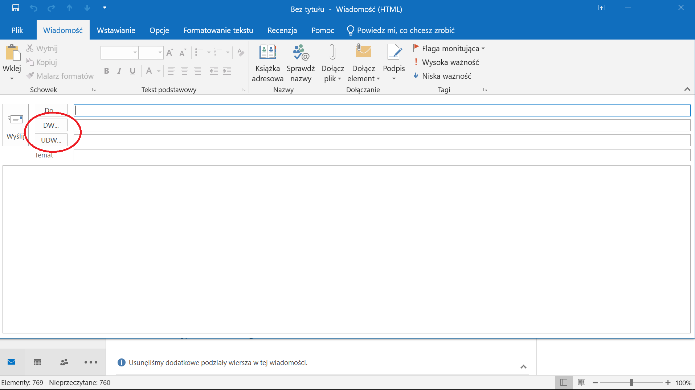 Bez tytułu - Wiadomość (HTML)
Plik Wiadomość Wstawianie Opcje Formatowanie tekstu Recenzja Pomoc Powiedz mi, co chcesz zrobić
Wklej
Wytnij
Kopiuj
Malarz formatów
Schowek
B I U A
Tekst podstawowy
Książka adresowa
Sprawdź nazwy
Nazwy
Dołącz plik
Dołącz element
Podpis
Dołączanie
Flaga monitująca
Wysoka ważność
Niska ważność
Tagi
Wyślij
Do...
DW...
UDW...
Temat
Usunęliśmy dodatkowe podziały wiersza w tej wiadomości.
Elementy: 769 Nieprzeczytane: 760
100%